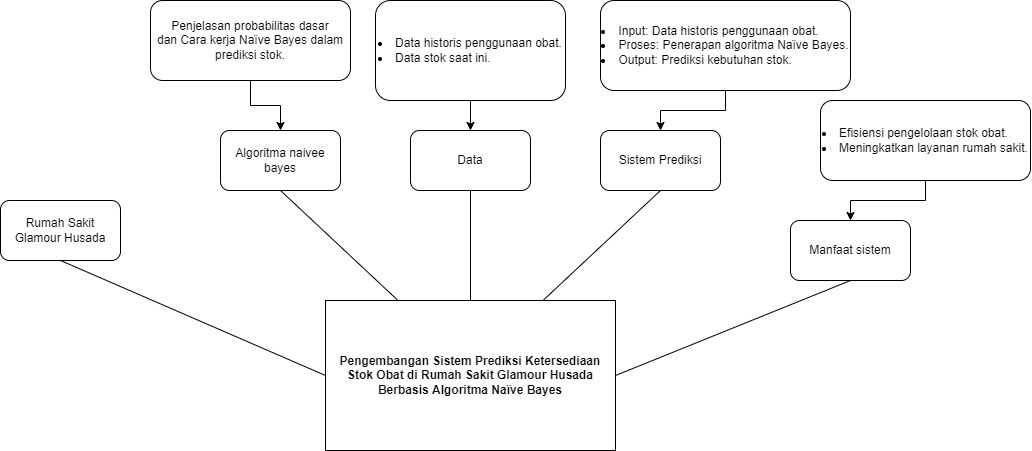 Penjelasan probabilitas dasar
dan Cara kerja Naïve Bayes dalam
prediksi stok.
Data historis penggunaan obat.
Data stok saat ini.
Input: Data historis penggunaan obat.
Proses: Penerapan algoritma Naïve Bayes.
Output: Prediksi kebutuhan stok.
Efisiensi pengelolaan stok obat.
Meningkatkan layanan rumah sakit.
Algoritma naivee
bayes
Data
Sistem Prediksi
Rumah Sakit
Glamour Husada
Manfaat sistem
Pengembangan Sistem Prediksi Ketersediaan
Stok Obat di Rumah Sakit Glamour Husada
Berbasis Algoritma Naïve Bayes